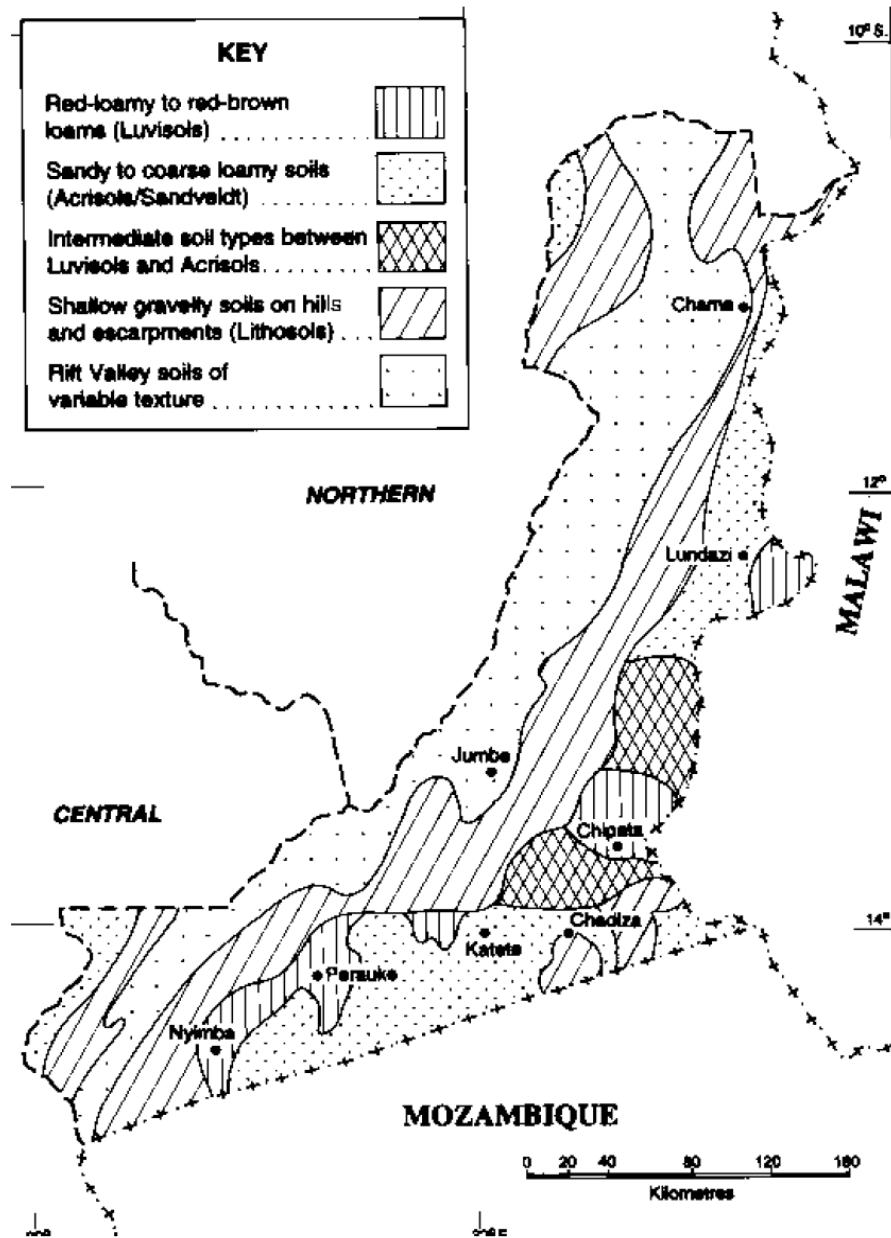 KEY
Red-loamy to red-brown
loams (Luvisols)
Sandy to coarse loamy soils
(Acrisols/Sandveldt)
Intermediate soil types between
Luvisols and Acrisols
Shallow gravelly soils on hills
and escarpments (Lithosols)
Rift Valley soils of
variable texture
10° S.
Chama
NORTHERN
12°
Lundazi
MALAWI
Jumbe
CENTRAL
Chipata
14°
Chadiza
Katete
Petauke
Nyimba
MOZAMBIQUE
0 20 40 80 120 160
Kilometres